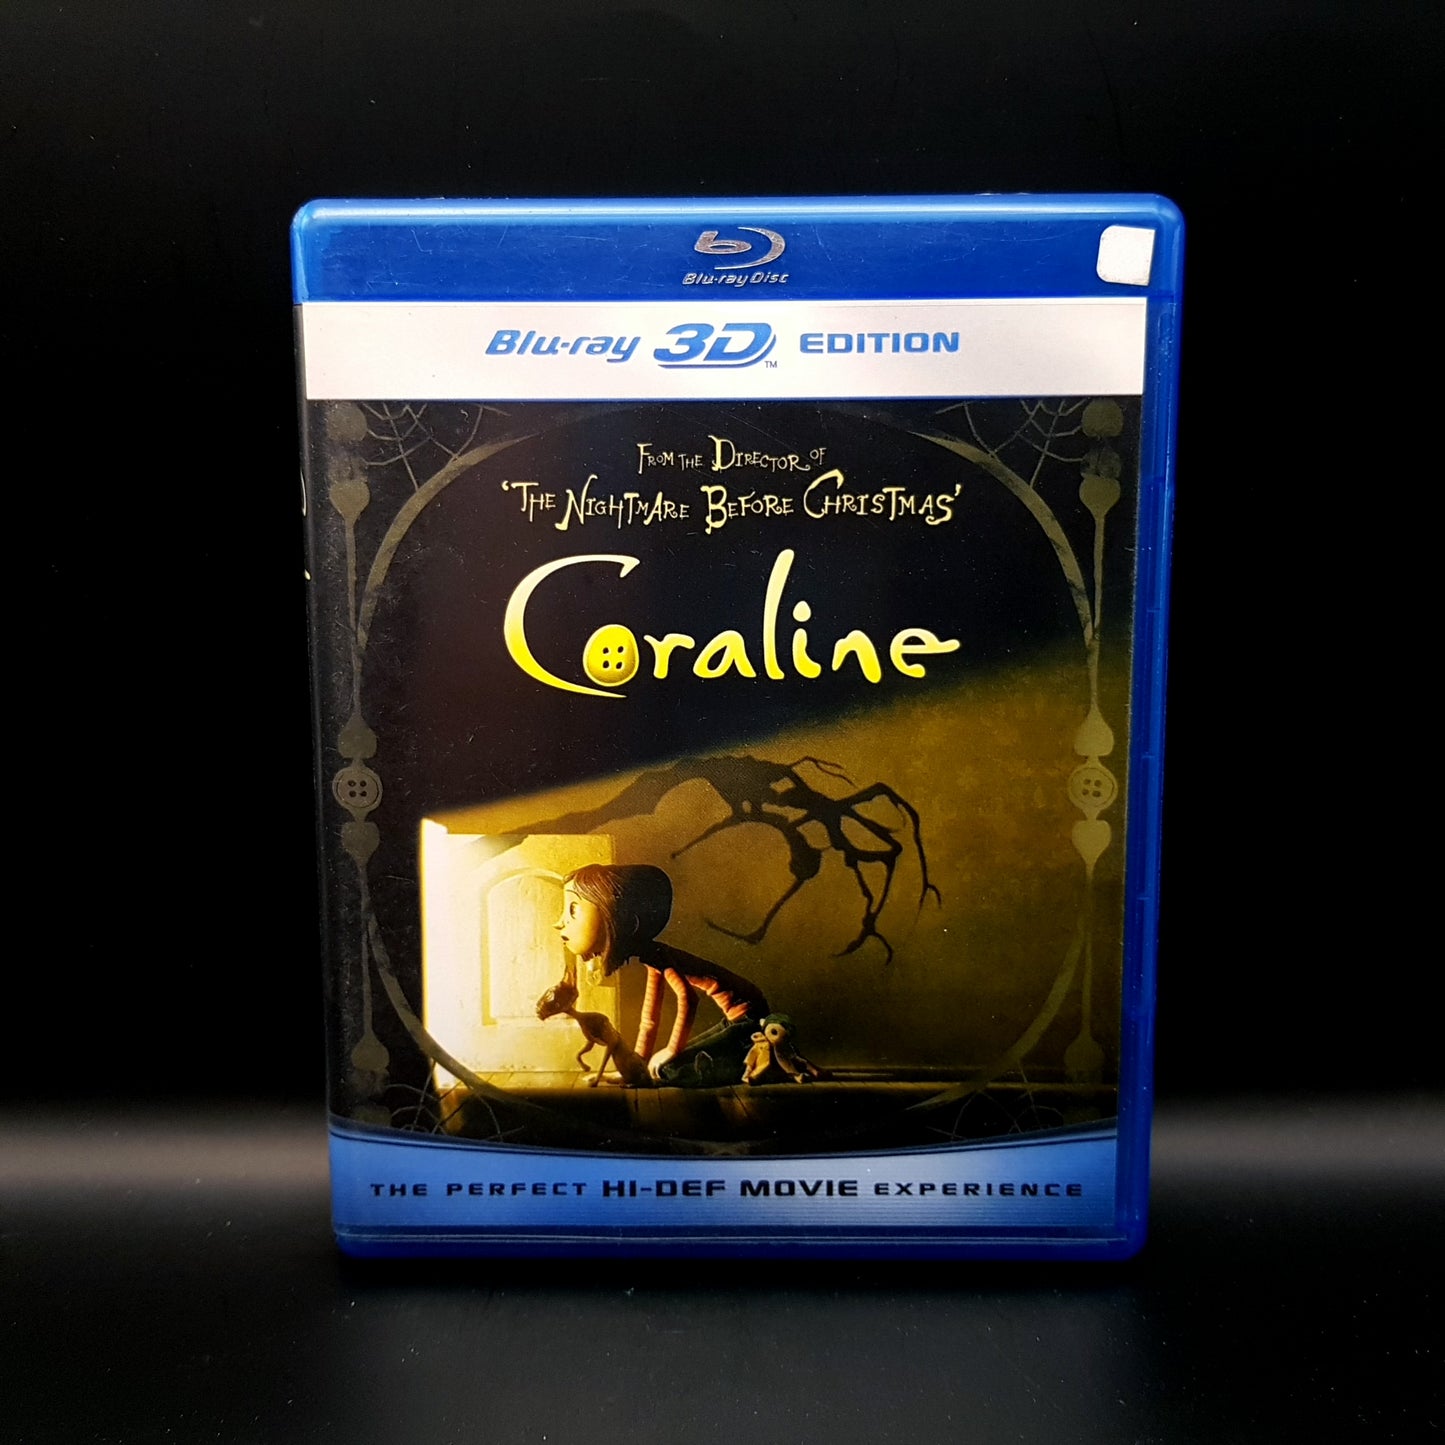 Blu-ray Disc
Blu-ray 3D™ EDITION
FROM THE DIRECTOR OF
'THE NIGHTMARE BEFORE CHRISTMAS'
Coraline
THE PERFECT HI-DEF MOVIE EXPERIENCE